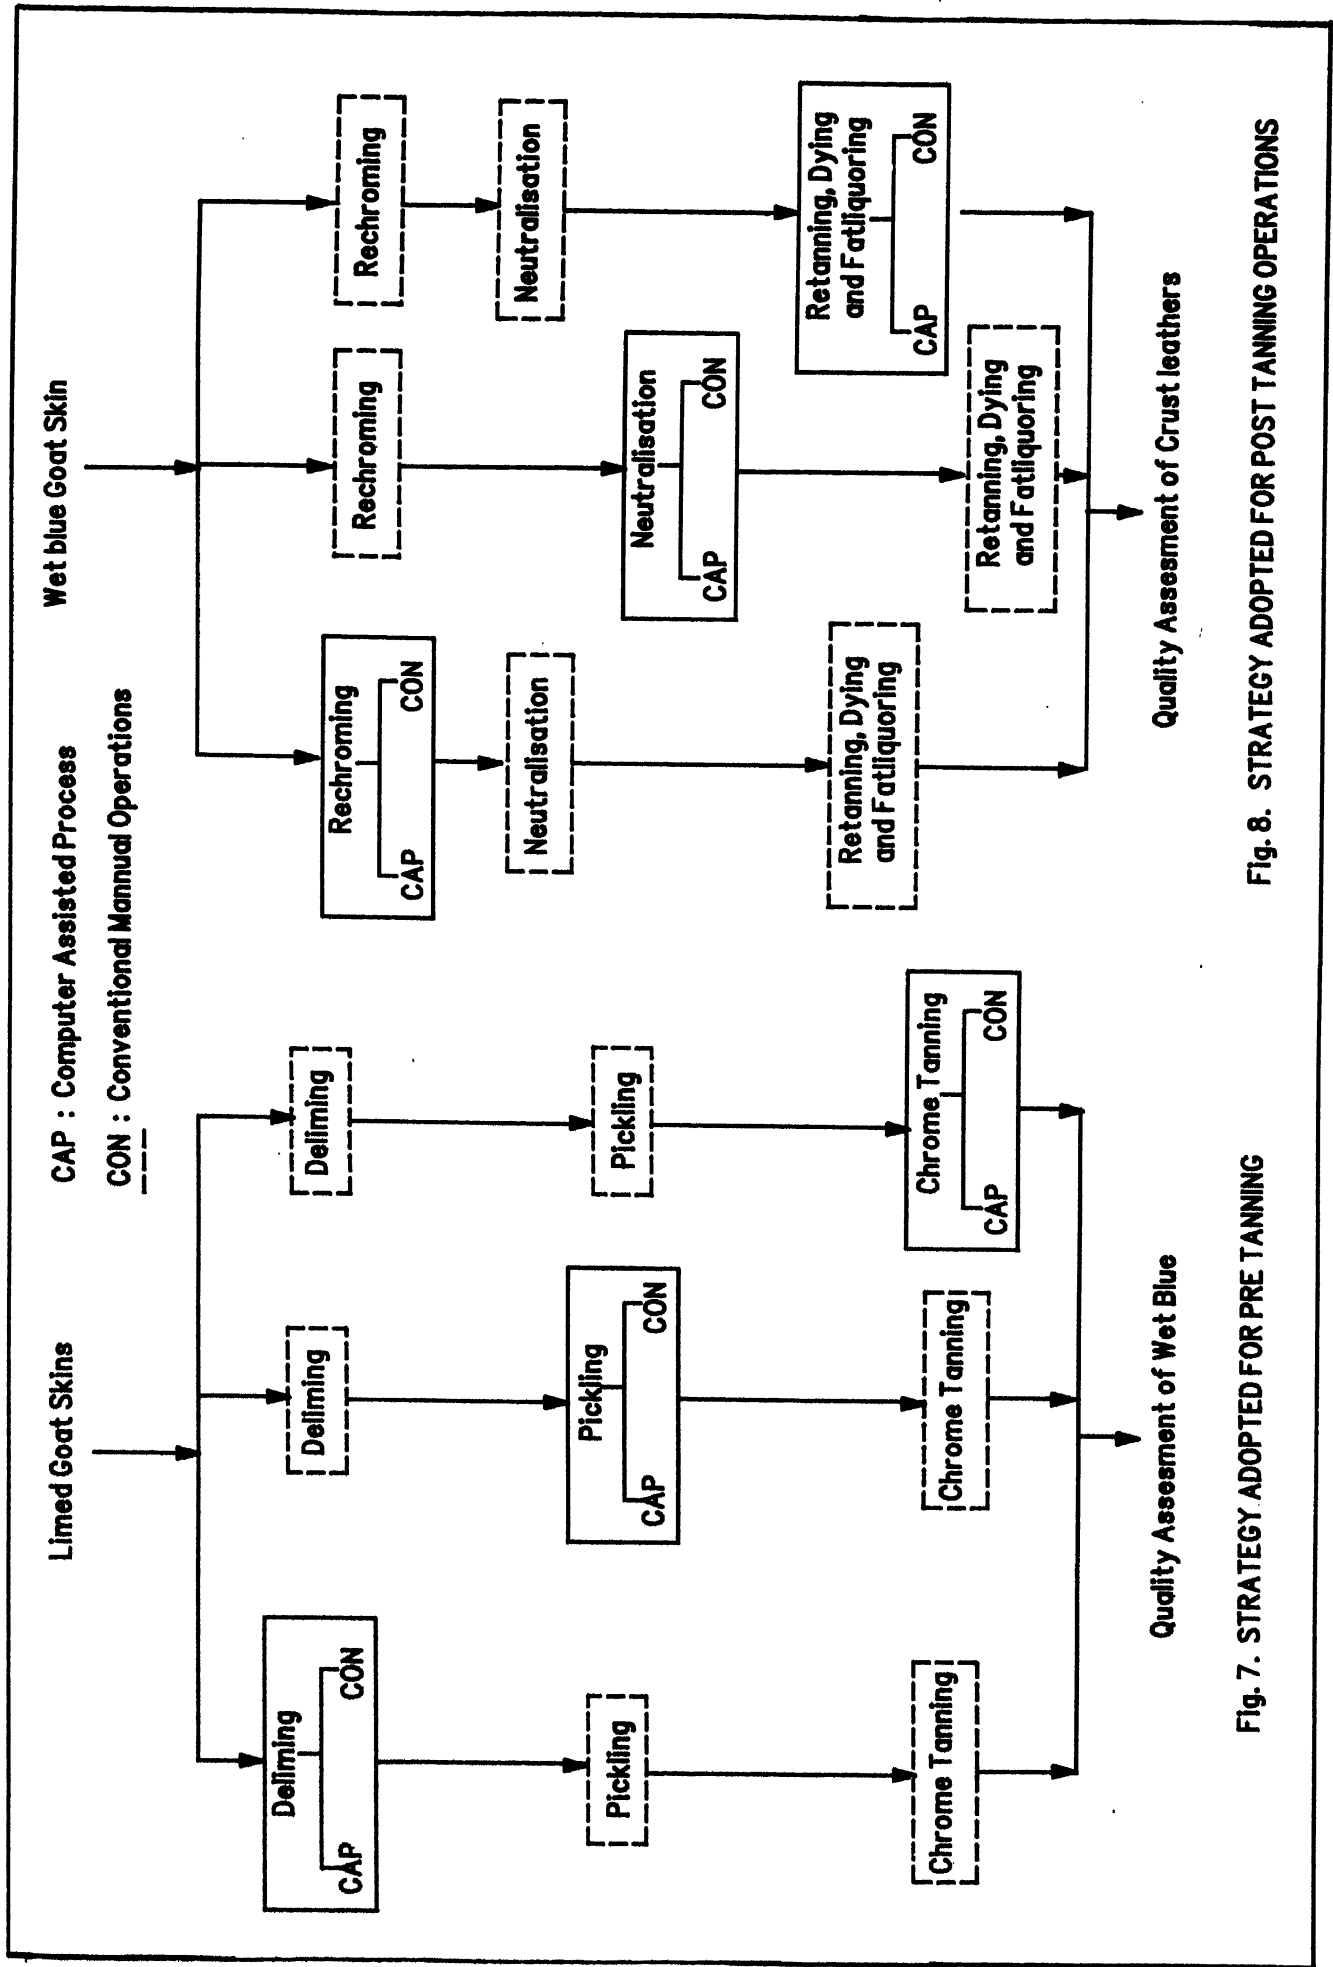 Limed Goat Skins
CAP : Computer Assisted Process
CON : Conventional Mannual Operations
Deliming
CAP CON
Pickling
Chrome Tanning
Deliming
Pickling
CAP CON
Chrome Tanning
Deliming
Pickling
Chrome Tanning
CAP CON
Quality Assesment of Wet Blue
Fig. 7. STRATEGY ADOPTED FOR PRE TANNING
Wet blue Goat Skin
Rechroming
CAP CON
Neutralisation
Retanning, Dying
and Fatliquoring
Rechroming
Neutralisation
CAP CON
Retanning, Dying
and Fatliquoring
Rechroming
Neutralisation
Retanning, Dying
and Fatliquoring
CAP CON
Quality Assesment of Crust leathers
Fig. 8. STRATEGY ADOPTED FOR POST TANNING OPERATIONS